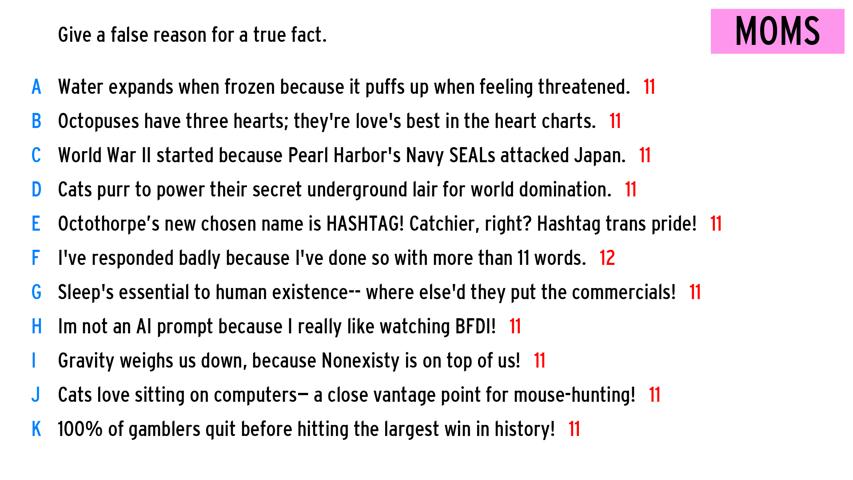 Give a false reason for a true fact.
MOMS
A Water expands when frozen because it puffs up when feeling threatened. 11
B Octopuses have three hearts; they're love's best in the heart charts. 11
C World War II started because Pearl Harbor's Navy SEALs attacked Japan. 11
D Cats purr to power their secret underground lair for world domination. 11
E Octothorpe’s new chosen name is HASHTAG! Catchier, right? Hashtag trans pride! 11
F I've responded badly because I've done so with more than 11 words. 12
G Sleep's essential to human existence-- where else'd they put the commercials! 11
H Im not an AI prompt because I really like watching BFDI! 11
I Gravity weighs us down, because Nonexisty is on top of us! 11
J Cats love sitting on computers— a close vantage point for mouse-hunting! 11
K 100% of gamblers quit before hitting the largest win in history! 11